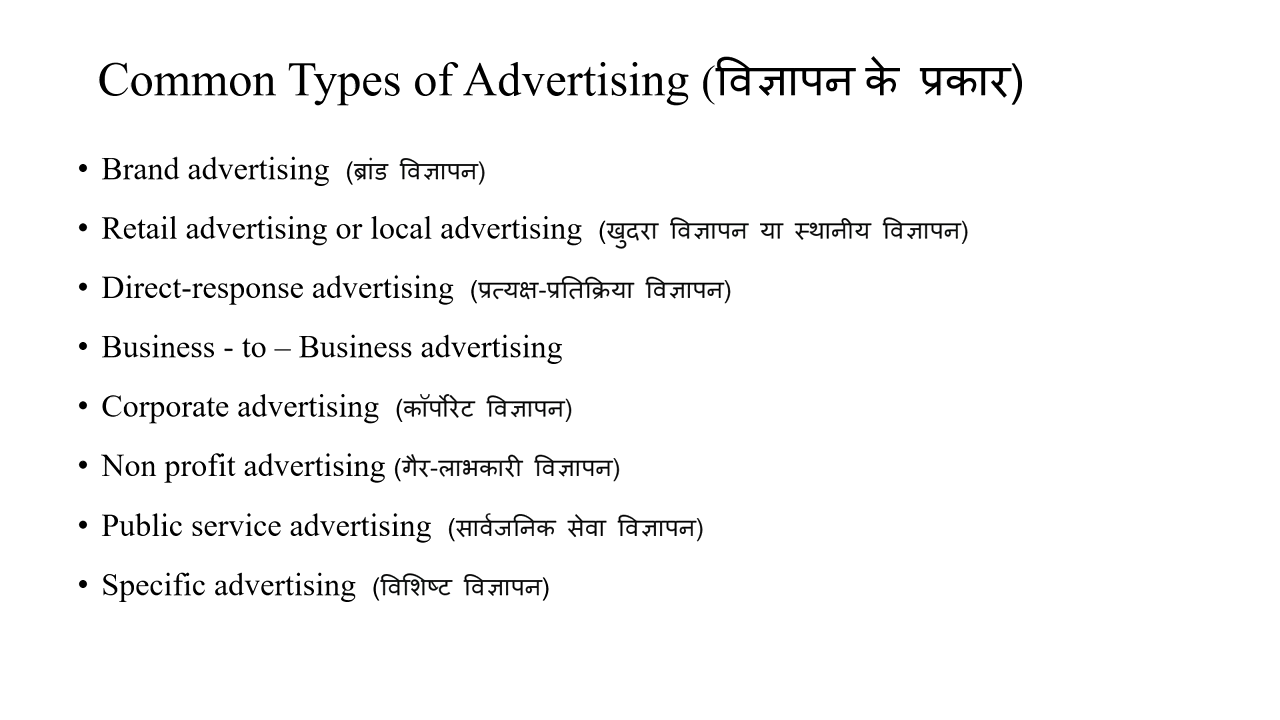 Common Types of Advertising (विज्ञापन के प्रकार)
• Brand advertising (ब्रांड विज्ञापन)
• Retail advertising or local advertising (खुदरा विज्ञापन या स्थानीय विज्ञापन)
• Direct-response advertising (प्रत्यक्ष-प्रतिक्रिया विज्ञापन)
• Business - to – Business advertising
• Corporate advertising (कॉर्पोरेट विज्ञापन)
• Non profit advertising (गैर-लाभकारी विज्ञापन)
• Public service advertising (सार्वजनिक सेवा विज्ञापन)
• Specific advertising (विशिष्ट विज्ञापन)